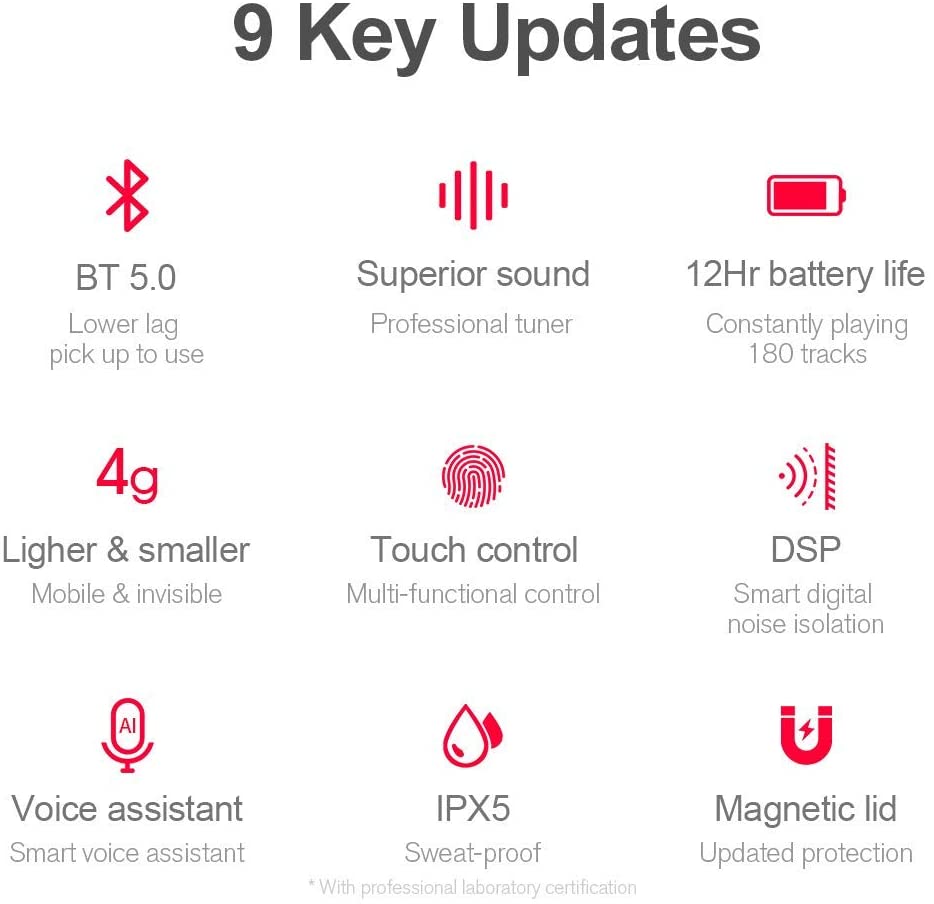 9 Key Updates
BT 5.0
Lower lag
pick up to use
Superior sound
Professional tuner
12Hr battery life
Constantly playing
180 tracks
4g
Ligher & smaller
Mobile & invisible
Touch control
Multi-functional control
DSP
Smart digital
noise isolation
AI
Voice assistant
Smart voice assistant
IPX5
Sweat-proof
Magnetic lid
Updated protection
* With professional laboratory certification